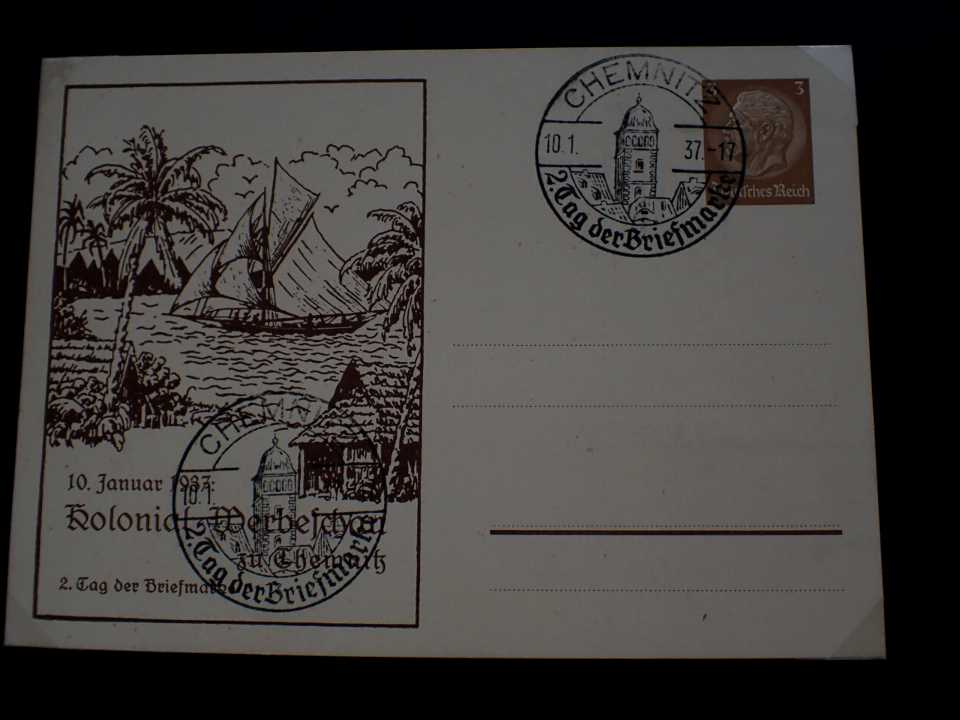 CHEMNITZ
10.1. 37.-17
2. Tag der Briefmarke
3
Deutsches Reich
10. Januar 1937:
Kolonial-Werbeschau
zu Chemnitz
2. Tag der Briefmarke
CHEMNITZ
10.1.
2. Tag der Briefmarke